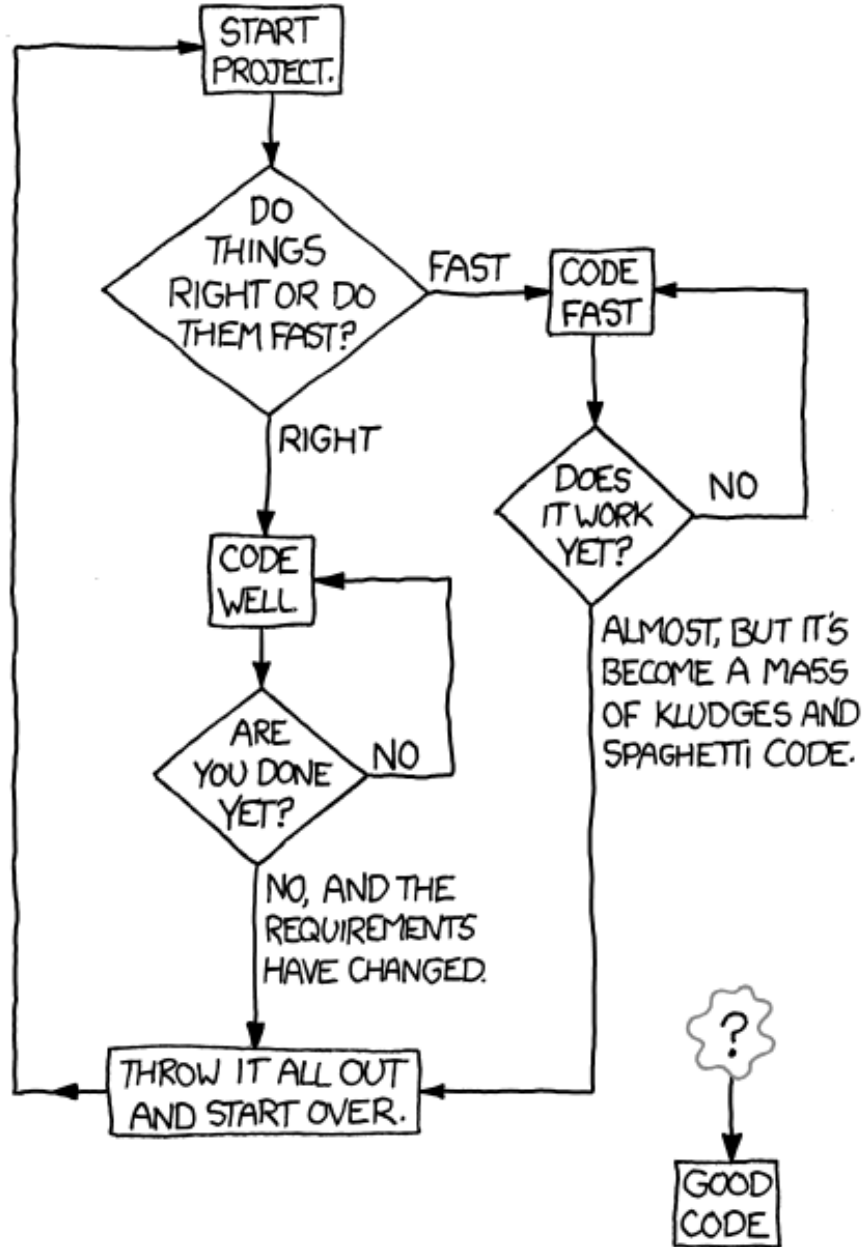 START
PROJECT.
DO
THINGS
RIGHT OR DO
THEM FAST?
FAST
CODE
FAST
RIGHT
DOES
IT WORK
YET?
NO
CODE
WELL.
ALMOST, BUT IT'S
BECOME A MASS
OF KLUDGES AND
SPAGHETTI CODE.
ARE
YOU DONE
YET?
NO
NO, AND THE
REQUIREMENTS
HAVE CHANGED.
THROW IT ALL OUT
AND START OVER.
?
GOOD
CODE